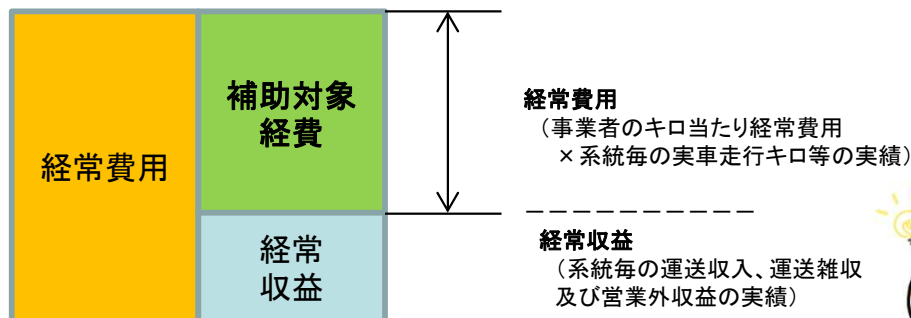 経常費用
補助対象
経費
経常
収益
経常費用
（事業者のキロ当たり経常費用
×系統毎の実車走行キロ等の実績）
経常収益
（系統毎の運送収入、運送雑収
及び営業外収益の実績）